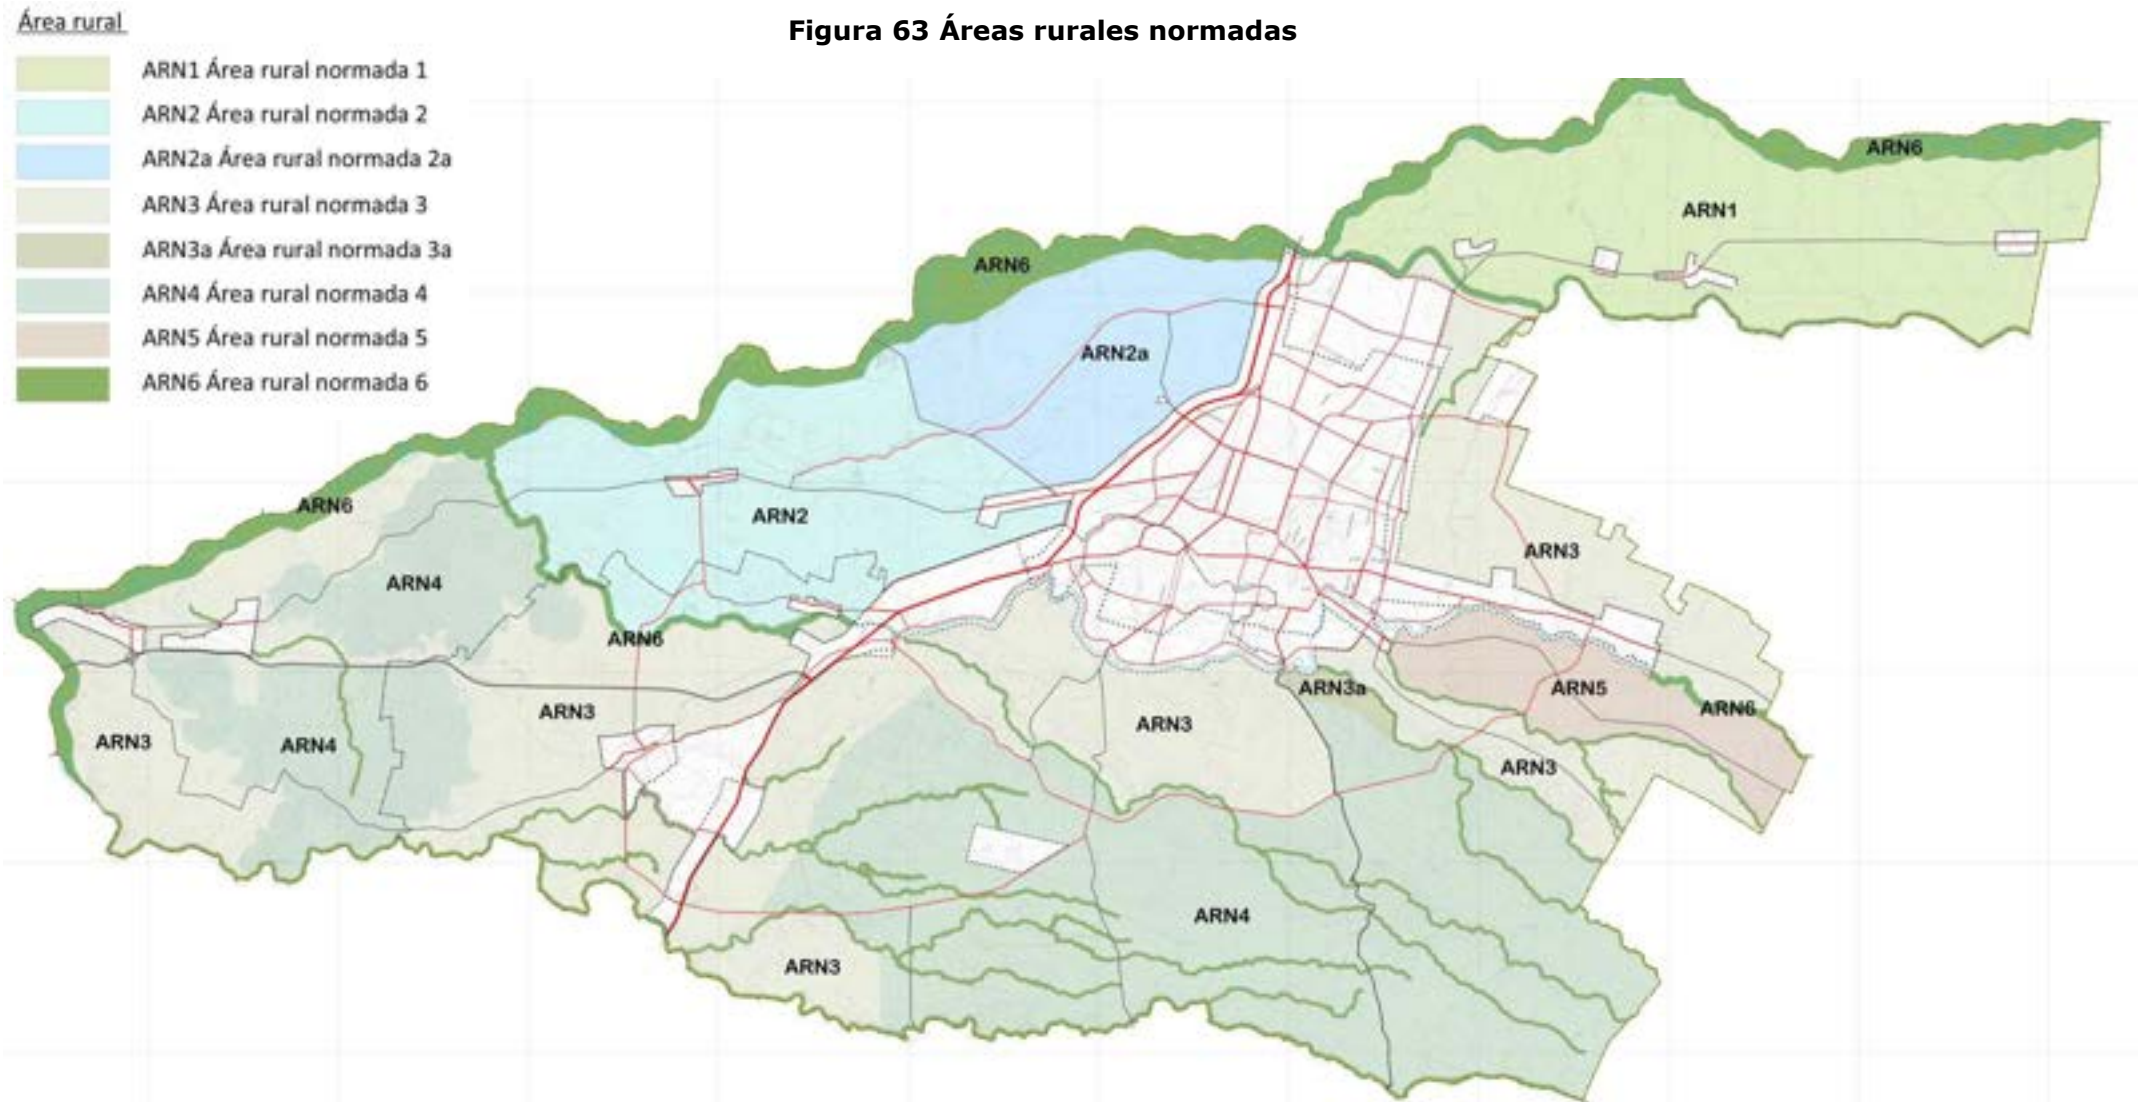 Área rural
Figura 63 Áreas rurales normadas
ARN1 Área rural normada 1
ARN2 Área rural normada 2
ARN2a Área rural normada 2a
ARN3 Área rural normada 3
ARN3a Área rural normada 3a
ARN4 Área rural normada 4
ARN5 Área rural normada 5
ARN6 Área rural normada 6
ARN6
ARN1
ARN6
ARN2a
ARN6
ARN2
ARN3
ARN4
ARN6
ARN3a
ARN5
ARN6
ARN3
ARN3
ARN3
ARN4
ARN3
ARN4
ARN3